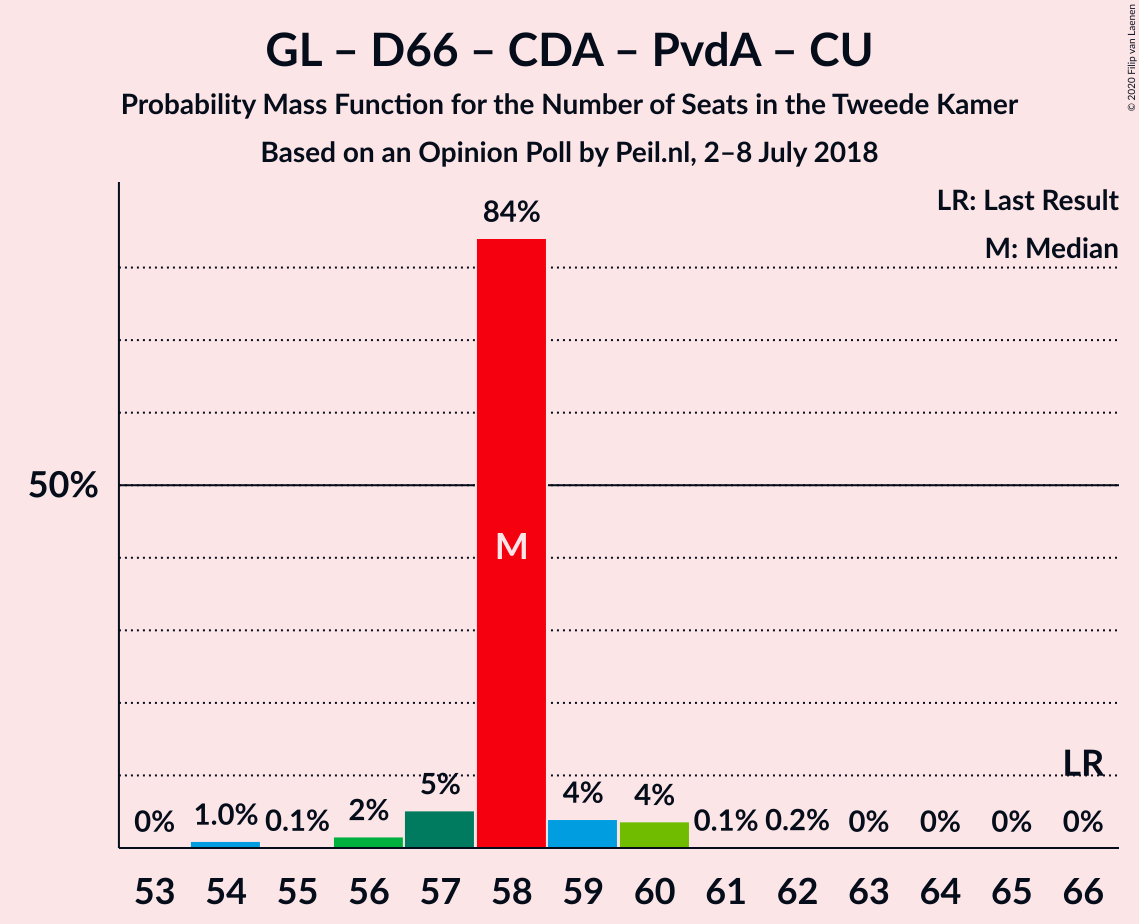 GL – D66 – CDA – PvdA – CU
Probability Mass Function for the Number of Seats in the Tweede Kamer
Based on an Opinion Poll by Peil.nl, 2–8 July 2018
© 2020 Filip van Laenen
LR: Last Result
M: Median
84%
50%
M
LR
0% 1.0% 0.1% 2% 5% 4% 4% 0.1% 0.2% 0% 0% 0% 0%
53 54 55 56 57 58 59 60 61 62 63 64 65 66